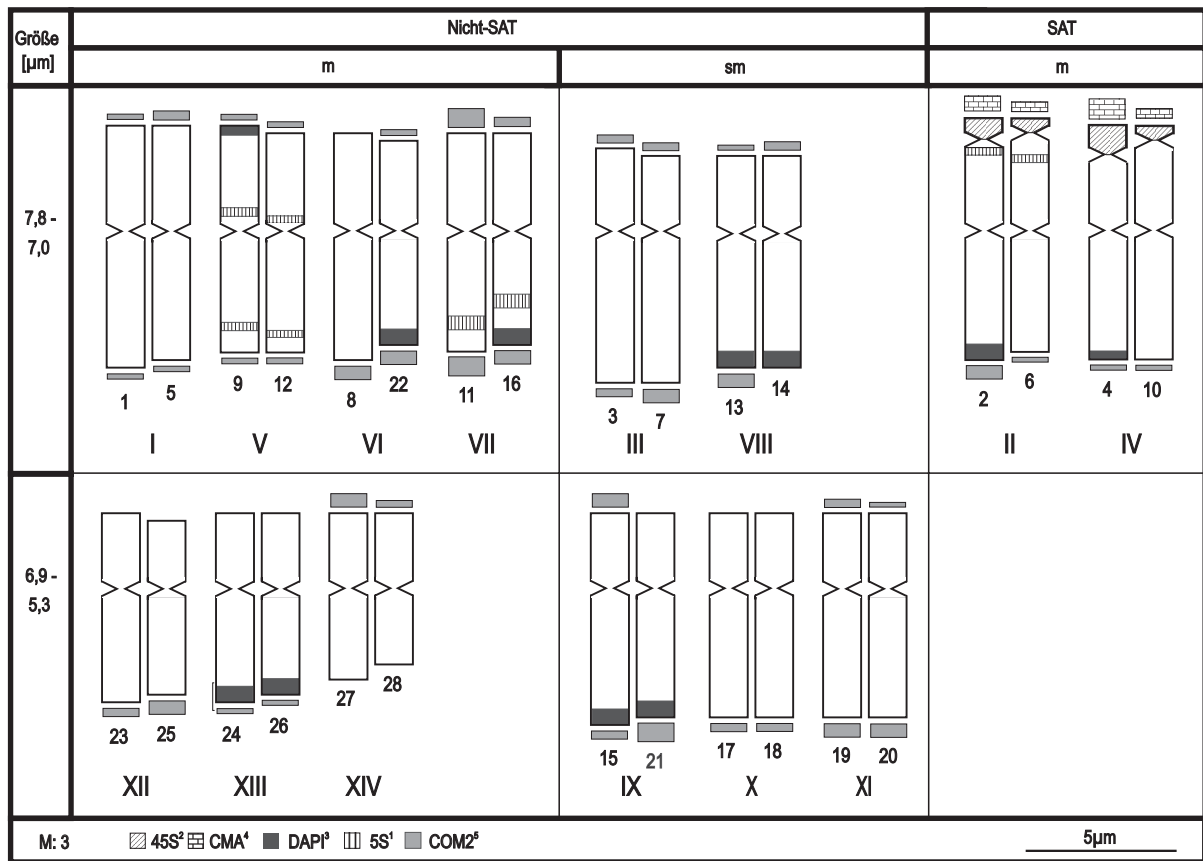 Größe
[µm]
Nicht-SAT
SAT
m
sm
m
7,8 -
7,0
1
5
9
12
8
22
11
16
3
7
13
14
2
6
4
10
I
V
VI
VII
III
VIII
II
IV
6,9 -
5,3
23
25
24
26
27
28
15
21
17
18
19
20
XII
XIII
XIV
IX
X
XI
M: 3
45S²
CMA⁴
DAPI³
5S¹
COM2⁵
5µm